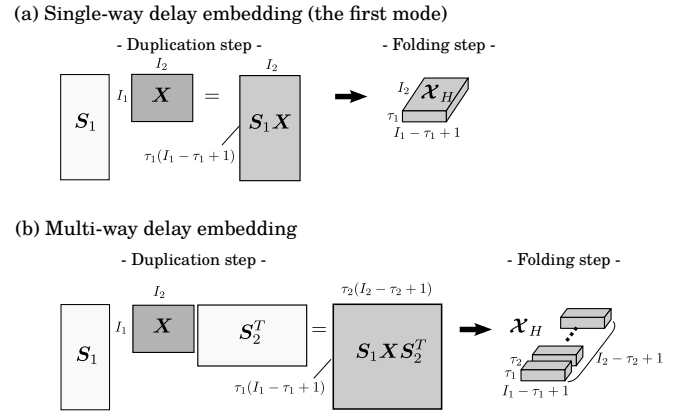 (a) Single-way delay embedding (the first mode)
- Duplication step -
- Folding step -
I₂
I₂
S₁
I₁
X
=
S₁X
τ₁(I₁ − τ₁ + 1)
I₂
𝓧_H
τ₁
I₁ − τ₁ + 1
(b) Multi-way delay embedding
- Duplication step -
- Folding step -
I₂
τ₂(I₂ − τ₂ + 1)
S₁
I₁
X
S₂ᵀ
=
S₁XS₂ᵀ
τ₁(I₁ − τ₁ + 1)
𝓧_H
τ₂
τ₁
I₂ − τ₂ + 1
I₁ − τ₁ + 1